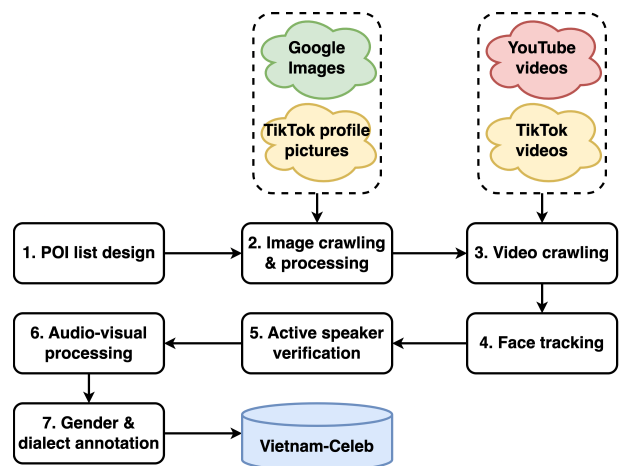 Google
Images
TikTok profile
pictures
YouTube
videos
TikTok
videos
1. POI list design
2. Image crawling
& processing
3. Video crawling
4. Face tracking
5. Active speaker
verification
6. Audio-visual
processing
7. Gender &
dialect annotation
Vietnam-Celeb